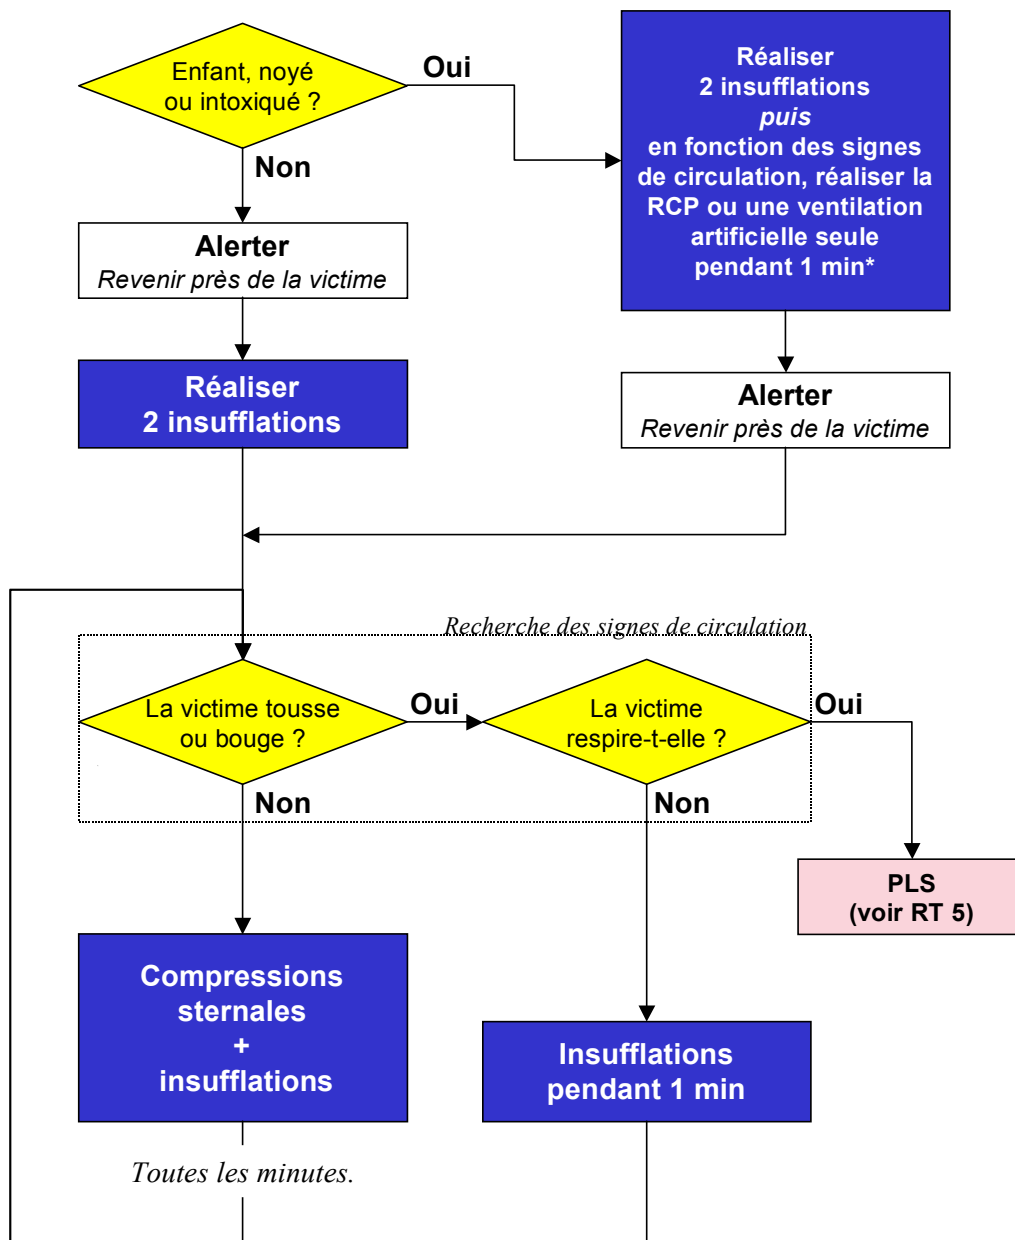 Enfant, noyé
ou intoxiqué ?
Oui
Réaliser
2 insufflations
puis
en fonction des signes
de circulation, réaliser la
RCP ou une ventilation
artificielle seule
pendant 1 min*
Non
Alerter
Revenir près de la victime
Réaliser
2 insufflations
Alerter
Revenir près de la victime
Recherche des signes de circulation
La victime tousse
ou bouge ?
Oui
La victime
respire-t-elle ?
Oui
Non
Non
PLS
(voir RT 5)
Compressions
sternales
+
insufflations
Insufflations
pendant 1 min
Toutes les minutes.